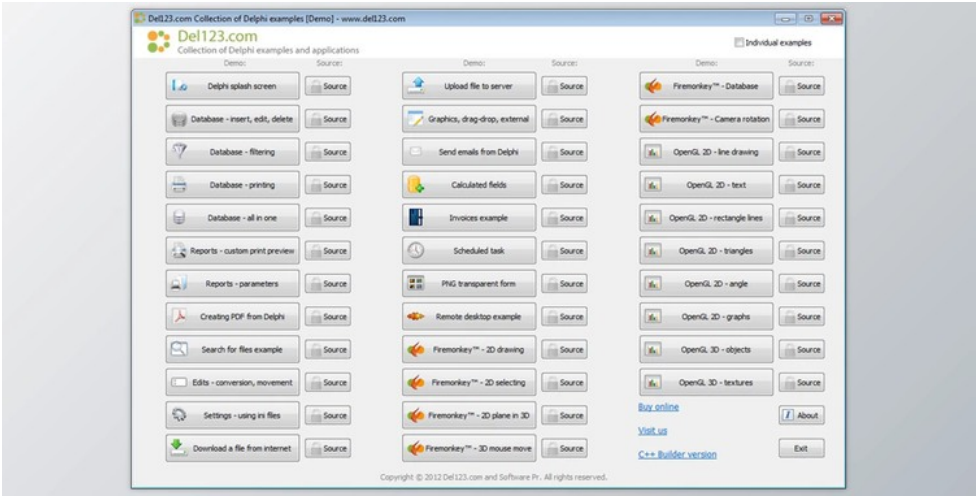 Del123.com Collection of Delphi examples [Demo] - www.del123.com
Del123.com
Collection of Delphi examples and applications
Individual examples
Demo: Source: Demo: Source: Demo: Source:
Delphi splash screen Source Upload file to server Source Firemonkey™ - Database Source
Database - insert, edit, delete Source Graphics, drag-drop, external Source Firemonkey™ - Camera rotation Source
Database - filtering Source Send emails from Delphi Source OpenGL 2D - line drawing Source
Database - printing Source Calculated fields Source OpenGL 2D - text Source
Database - all in one Source Invoices example Source OpenGL 2D - rectangle lines Source
Reports - custom print preview Source Scheduled task Source OpenGL 2D - triangles Source
Reports - parameters Source PNG transparent form Source OpenGL 2D - angle Source
Creating PDF from Delphi Source Remote desktop example Source OpenGL 2D - graphs Source
Search for files example Source Firemonkey™ - 2D drawing Source OpenGL 3D - objects Source
Edits - conversion, movement Source Firemonkey™ - 2D selecting Source OpenGL 3D - textures Source
Settings - using ini files Source Firemonkey™ - 2D plane in 3D Source Buy online About
Visit us
Download a file from internet Source Firemonkey™ - 3D mouse move Source C++ Builder version Exit
Copyright © 2012 Del123.com and Software Pr. All rights reserved.